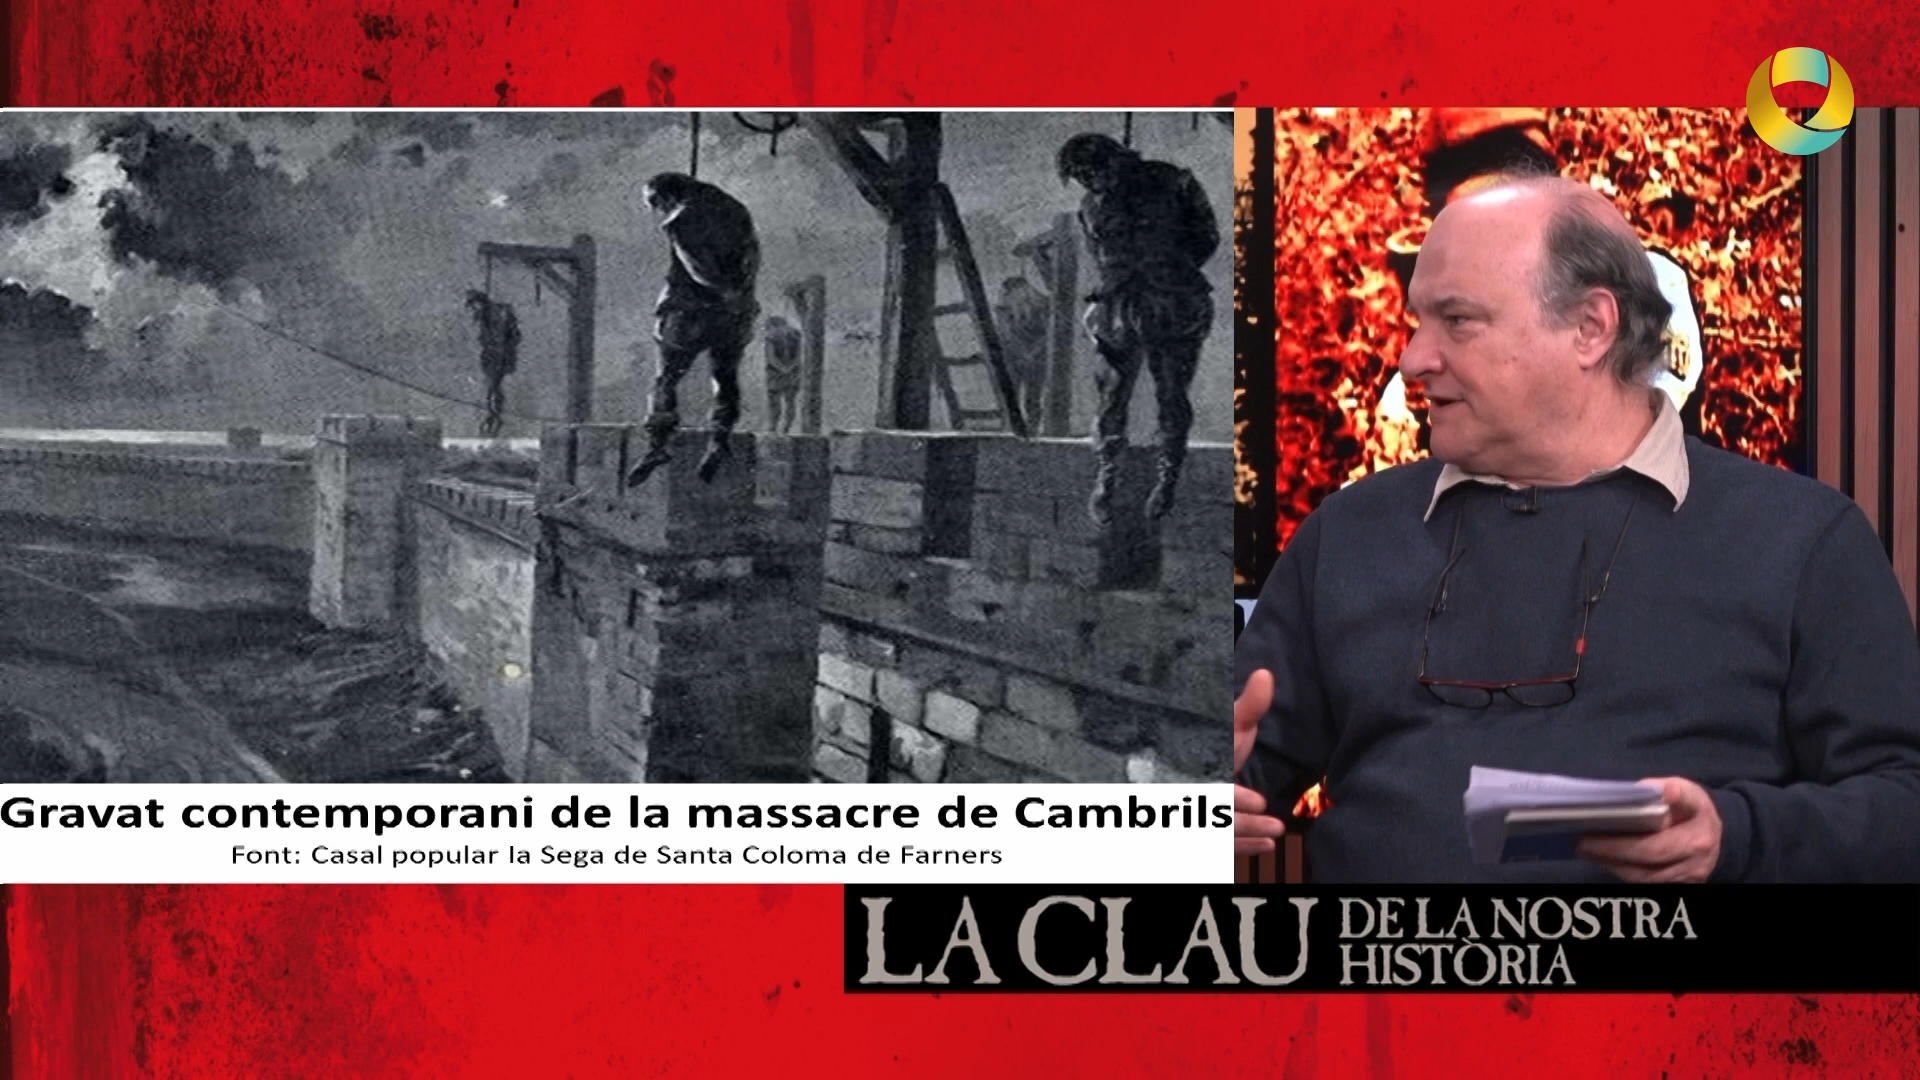 Gravat contemporani de la massacre de Cambrils
Font: Casal popular la Sega de Santa Coloma de Farners
LA CLAU
DE LA NOSTRA
HISTÒRIA